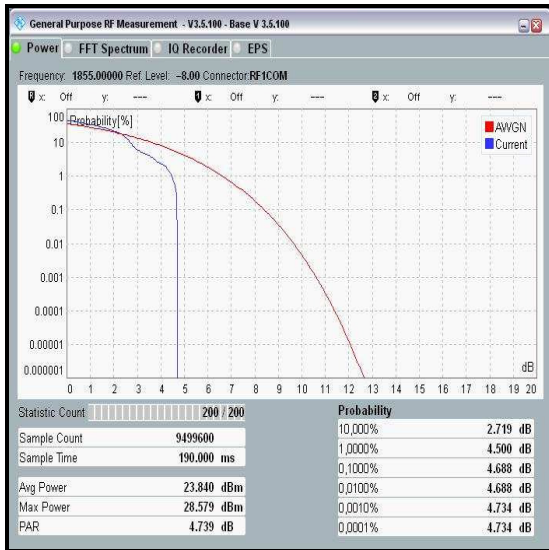 General Purpose RF Measurement - V3.5.100 - Base V 3.5.100
Power FFT Spectrum IQ Recorder EPS
Frequency: 1855.00000 Ref. Level: -8.00 Connector:RF1COM
x: Off y: --- x: Off y: --- x: Off y: ---
Probability[%]
AWGN
Current
100
10
1
0.1
0.01
0.001
0.0001
0.00001
0.000001
dB
0 1 2 3 4 5 6 7 8 9 10 11 12 13 14 15 16 17 18 19 20
Statistic Count 200 / 200
Sample Count 9499600
Sample Time 190.000 ms
Avg Power 23.840 dBm
Max Power 28.579 dBm
PAR 4.739 dB
Probability
10,000% 2.719 dB
1,0000% 4.500 dB
0,1000% 4.688 dB
0,0100% 4.688 dB
0,0010% 4.734 dB
0,0001% 4.734 dB